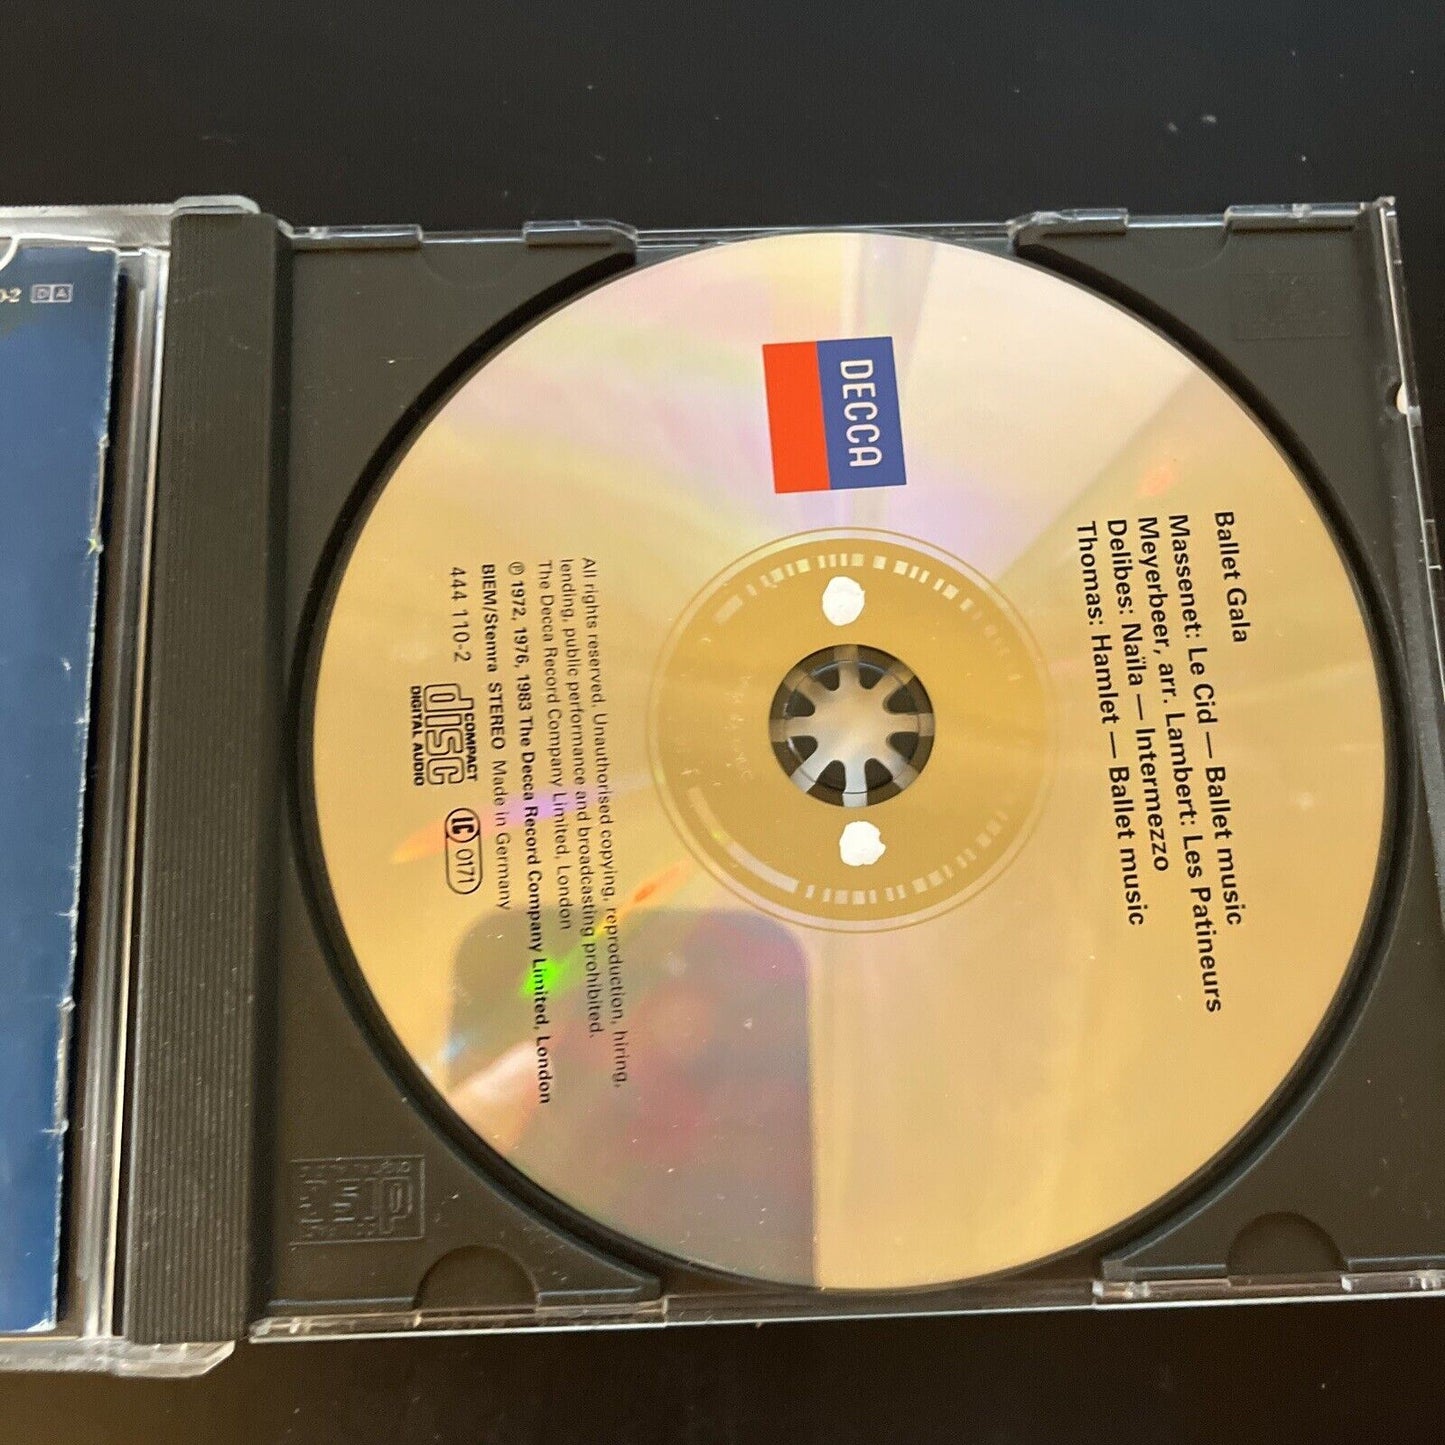 DECCA
Ballet Gala
Massenet: Le Cid — Ballet music
Meyerbeer, arr. Lambert: Les Patineurs
Delibes: Naïla — Intermezzo
Thomas: Hamlet — Ballet music
All rights reserved. Unauthorised copying, reproduction, hiring,
lending, public performance and broadcasting prohibited.
The Decca Record Company Limited, London
℗ 1972, 1976, 1983 The Decca Record Company Limited, London
BIEM/Stemra STEREO Made in Germany
444 110-2
COMPACT
disc
DIGITAL AUDIO
LC 0171
-2 DA